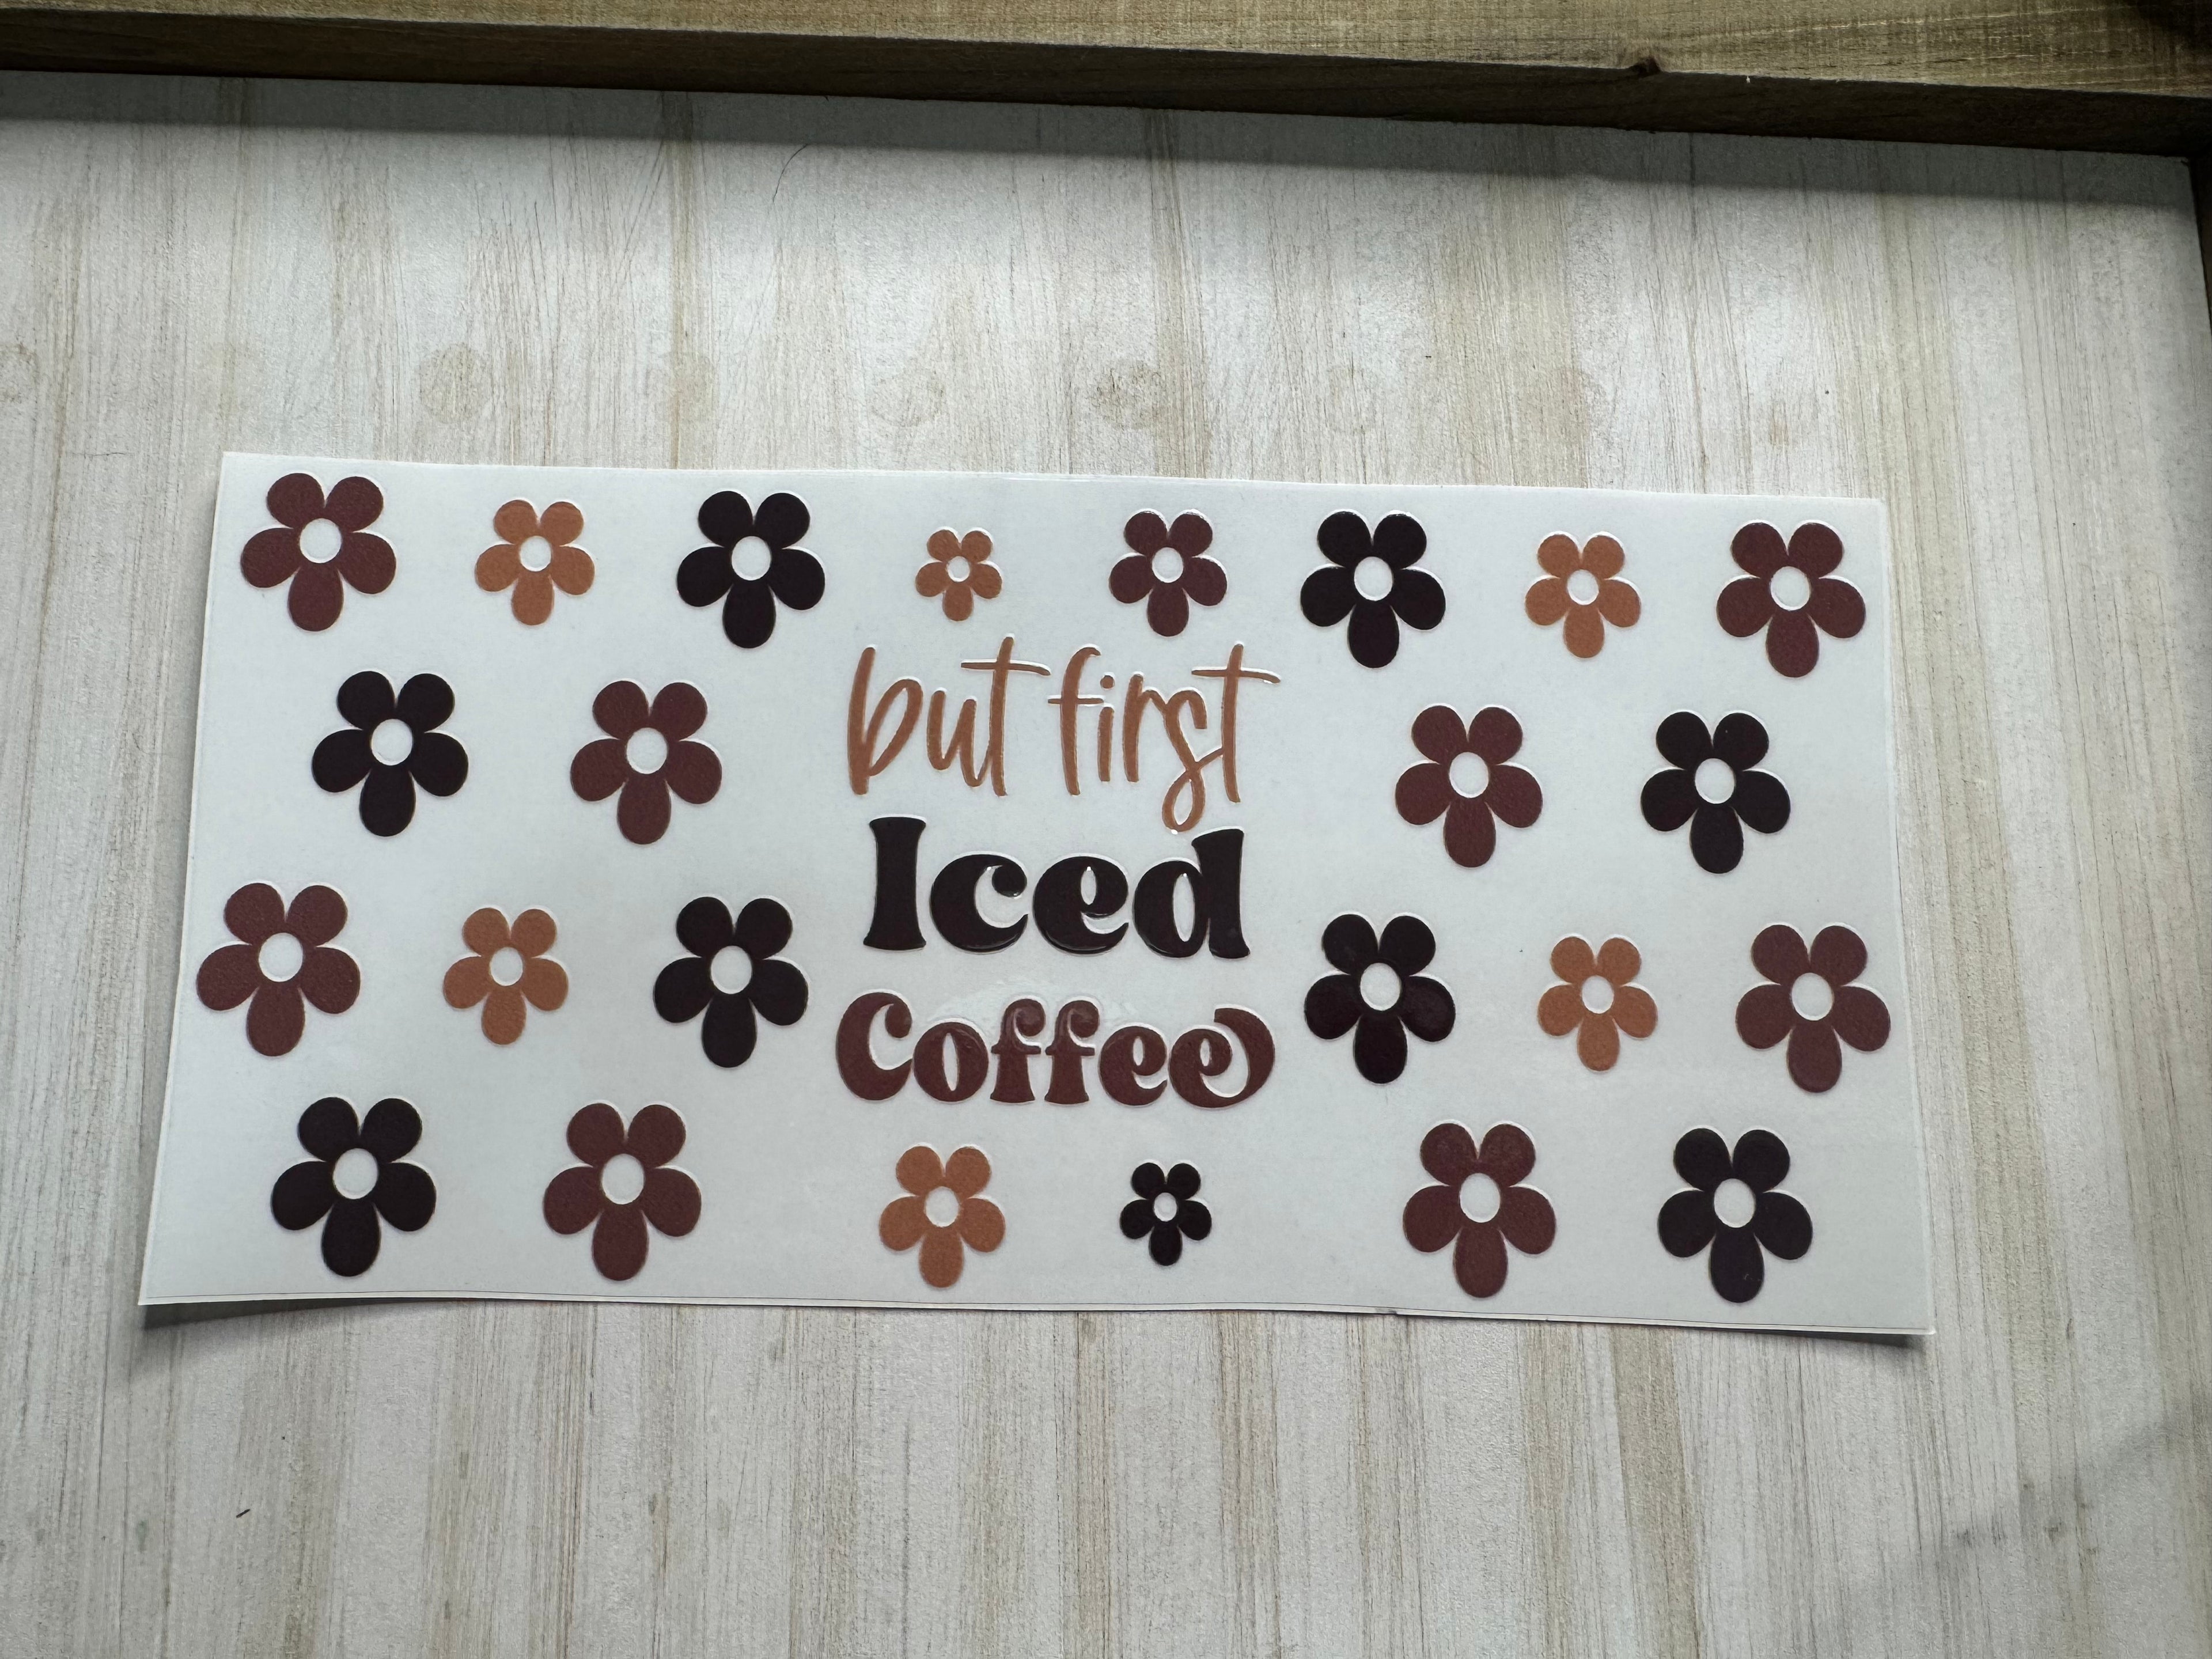 but first
Iced
Coffee